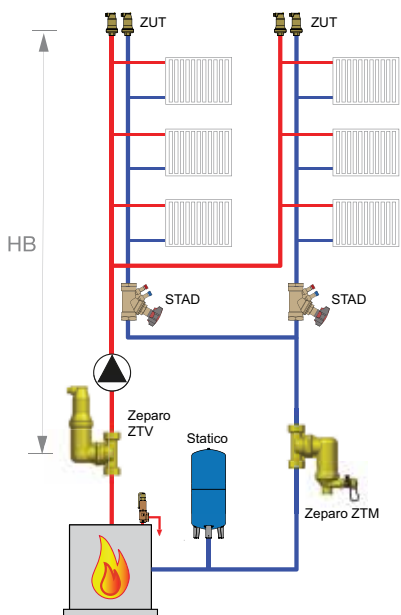 ZUT
ZUT
HB
STAD
STAD
Zeparo
ZTV
Statico
Zeparo ZTM